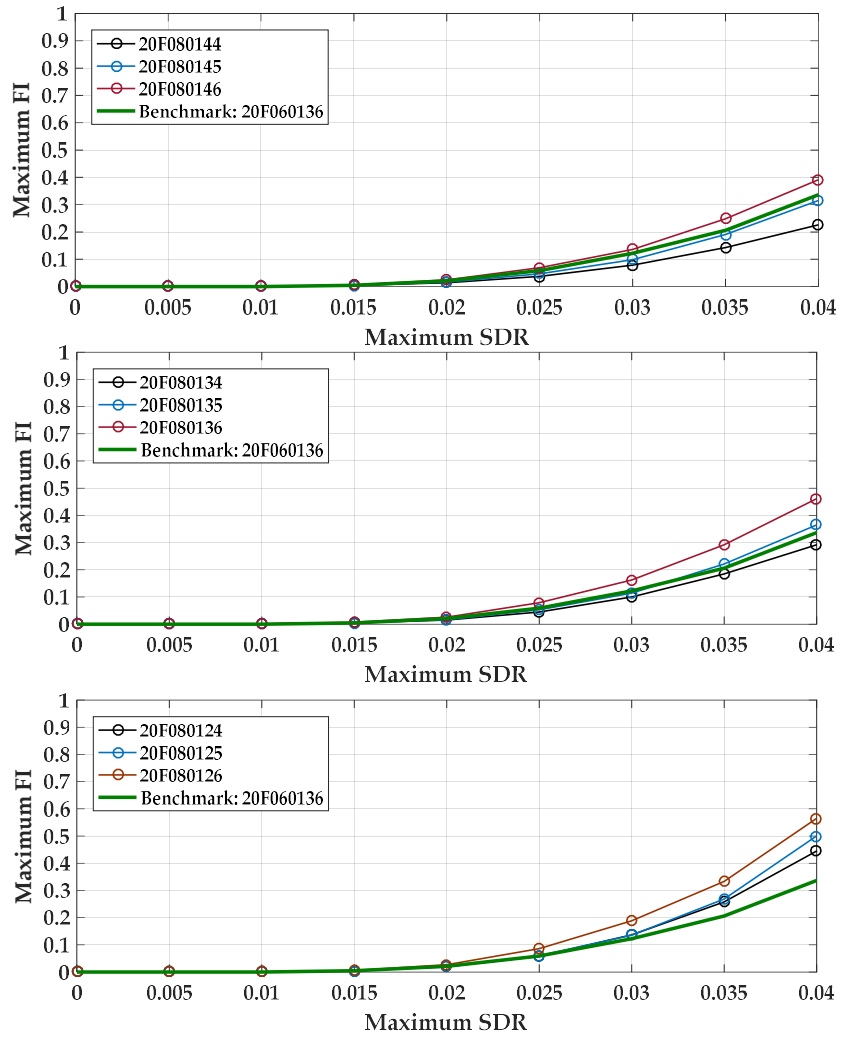 1
0.9
0.8
0.7
0.6
0.5
0.4
0.3
0.2
0.1
0
Maximum FI
20F080144
20F080145
20F080146
Benchmark: 20F060136
0 0.005 0.01 0.015 0.02 0.025 0.03 0.035 0.04
Maximum SDR
1
0.9
0.8
0.7
0.6
0.5
0.4
0.3
0.2
0.1
0
Maximum FI
20F080134
20F080135
20F080136
Benchmark: 20F060136
0 0.005 0.01 0.015 0.02 0.025 0.03 0.035 0.04
Maximum SDR
1
0.9
0.8
0.7
0.6
0.5
0.4
0.3
0.2
0.1
0
Maximum FI
20F080124
20F080125
20F080126
Benchmark: 20F060136
0 0.005 0.01 0.015 0.02 0.025 0.03 0.035 0.04
Maximum SDR